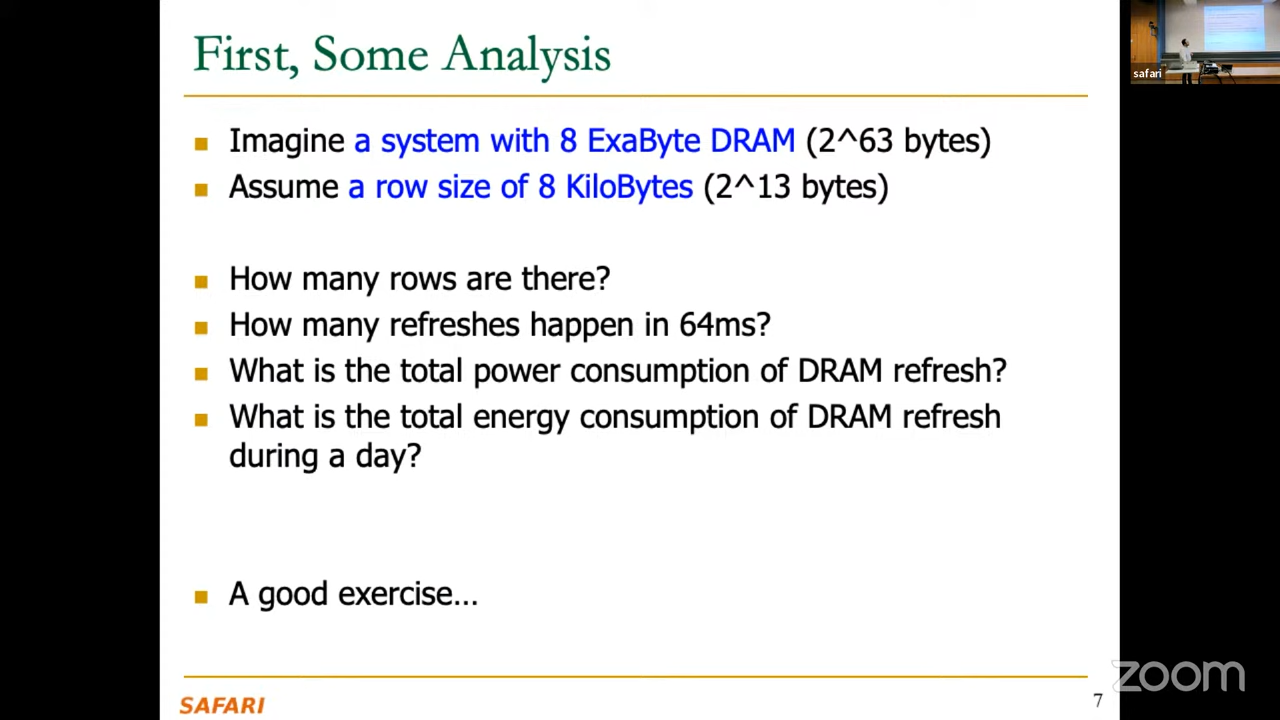 First, Some Analysis
safari
Imagine a system with 8 ExaByte DRAM (2^63 bytes)
Assume a row size of 8 KiloBytes (2^13 bytes)
How many rows are there?
How many refreshes happen in 64ms?
What is the total power consumption of DRAM refresh?
What is the total energy consumption of DRAM refresh
during a day?
A good exercise...
SAFARI
7
zoom